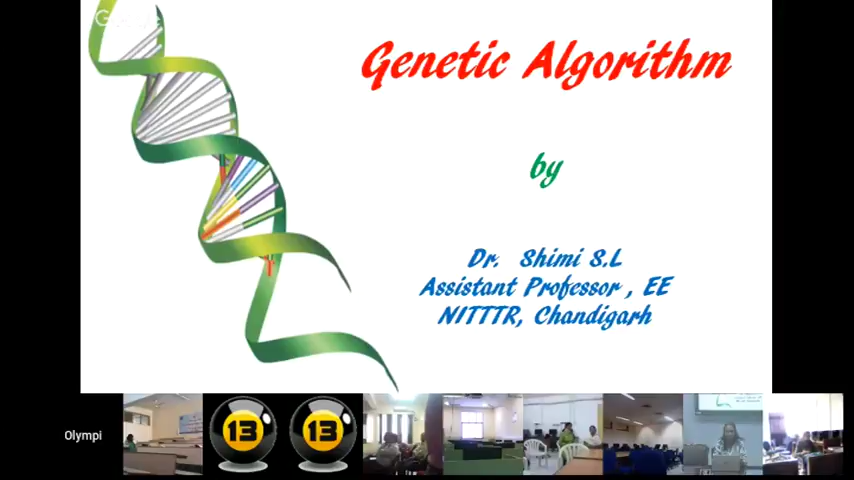 Genetic Algorithm
by
Dr. Shimi S.L
Assistant Professor , EE
NITTTR, Chandigarh
Olympi
13
13